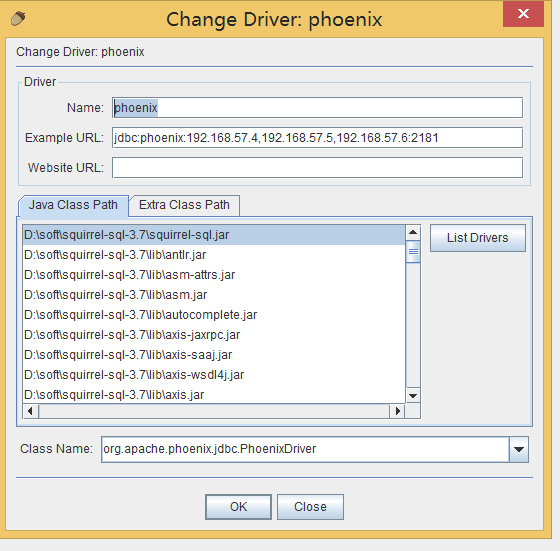 Change Driver: phoenix
Change Driver: phoenix
Driver
Name: phoenix
Example URL: jdbc:phoenix:192.168.57.4,192.168.57.5,192.168.57.6:2181
Website URL:
Java Class Path Extra Class Path
D:\soft\squirrel-sql-3.7\squirrel-sql.jar
List Drivers
D:\soft\squirrel-sql-3.7\lib\antlr.jar
D:\soft\squirrel-sql-3.7\lib\asm-attrs.jar
D:\soft\squirrel-sql-3.7\lib\asm.jar
D:\soft\squirrel-sql-3.7\lib\autocomplete.jar
D:\soft\squirrel-sql-3.7\lib\axis-jaxrpc.jar
D:\soft\squirrel-sql-3.7\lib\axis-saaj.jar
D:\soft\squirrel-sql-3.7\lib\axis-wsdl4j.jar
D:\soft\squirrel-sql-3.7\lib\axis.jar
Class Name: org.apache.phoenix.jdbc.PhoenixDriver
OK Close